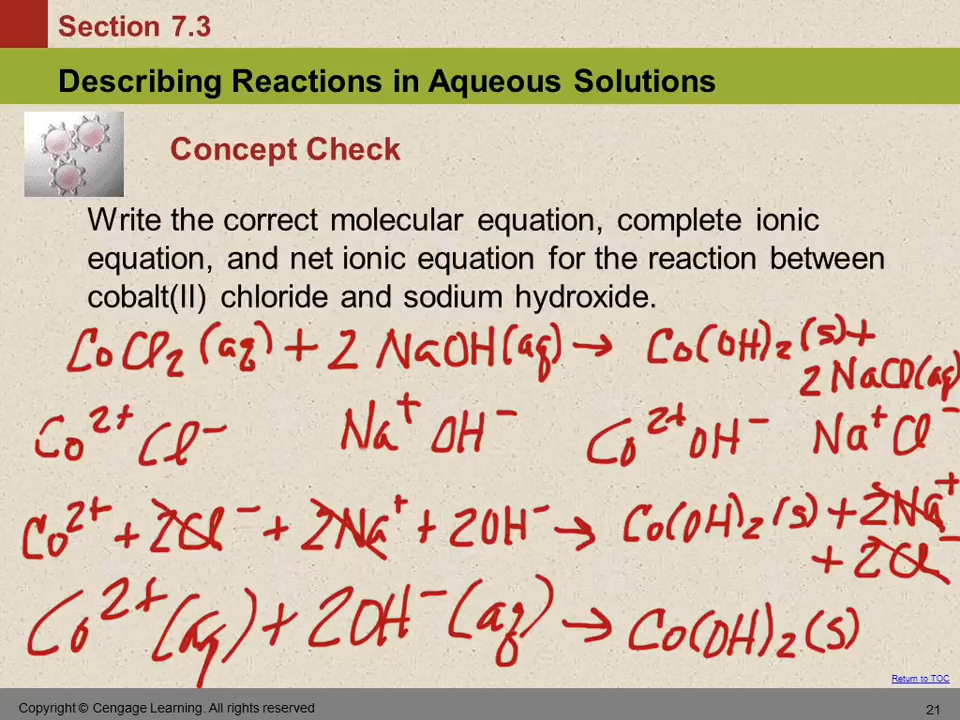 Section 7.3
Describing Reactions in Aqueous Solutions
Concept Check
Write the correct molecular equation, complete ionic
equation, and net ionic equation for the reaction between
cobalt(II) chloride and sodium hydroxide.
CoCl₂ (aq) + 2 NaOH(aq) → Co(OH)₂ (s) +
2 NaCl(aq)
Co²⁺ Cl⁻ Na⁺ OH⁻ Co²⁺ OH⁻ Na⁺ Cl⁻
Co²⁺ + 2Cl⁻ + 2Na⁺ + 2OH⁻ → Co(OH)₂ (s) + 2Na⁺
+ 2Cl⁻
Co²⁺(aq) + 2OH⁻(aq) → Co(OH)₂(s)
Return to TOC
Copyright © Cengage Learning. All rights reserved
21